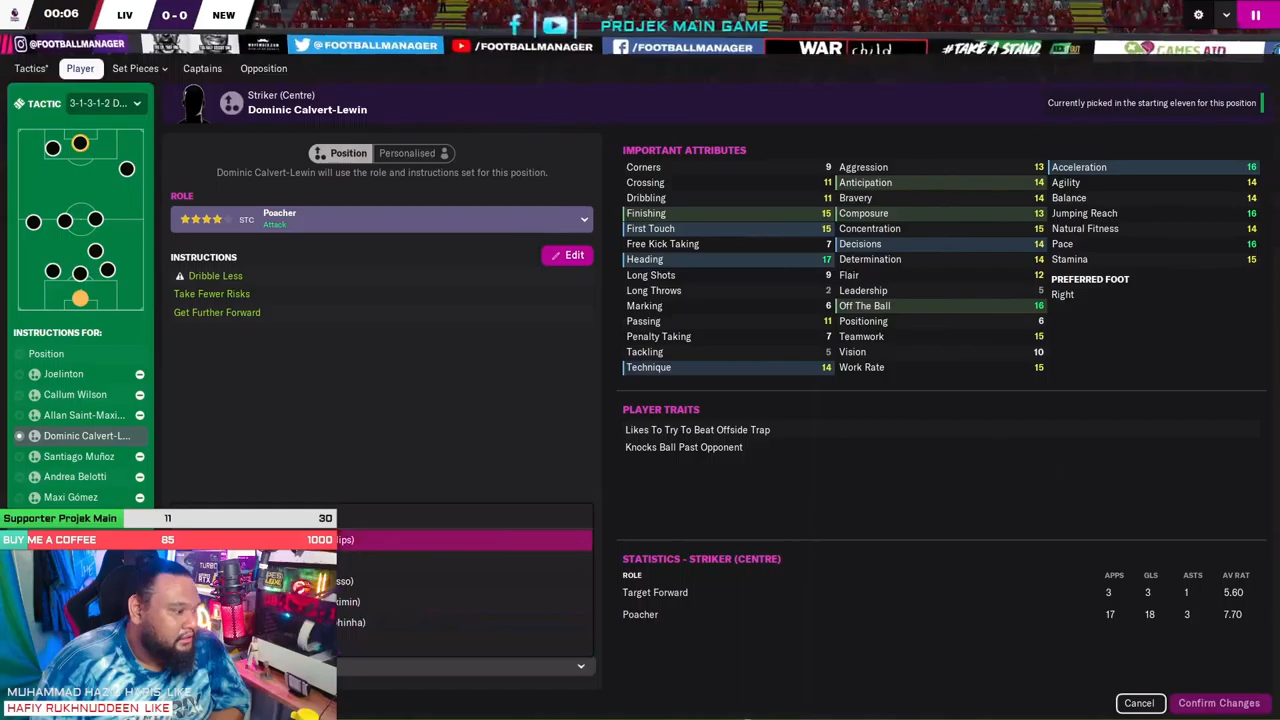 00:06 LIV 0 - 0 NEW
PROJEK MAIN GAME
@FOOTBALLMANAGER @FOOTBALLMANAGER /FOOTBALLMANAGER /FOOTBALLMANAGER WAR child #TAKE A STAND GAMES AID
Tactics* Player Set Pieces Captains Opposition
TACTIC 3-1-3-1-2 D...
Striker (Centre)
Dominic Calvert-Lewin
Currently picked in the starting eleven for this position
Position Personalised
Dominic Calvert-Lewin will use the role and instructions set for this position.
ROLE
STC Poacher
Attack
INSTRUCTIONS
Edit
Dribble Less
Take Fewer Risks
Get Further Forward
INSTRUCTIONS FOR:
Position
Joelinton
Callum Wilson
Allan Saint-Maxi...
Dominic Calvert-L...
Santiago Muñoz
Andrea Belotti
Maxi Gómez
IMPORTANT ATTRIBUTES
Corners 9 Aggression 13 Acceleration 16
Crossing 11 Anticipation 14 Agility 14
Dribbling 11 Bravery 14 Balance 14
Finishing 15 Composure 13 Jumping Reach 16
First Touch 15 Concentration 15 Natural Fitness 14
Free Kick Taking 7 Decisions 14 Pace 16
Heading 17 Determination 14 Stamina 15
Long Shots 9 Flair 12 PREFERRED FOOT
Long Throws 2 Leadership 5 Right
Marking 6 Off The Ball 16
Passing 11 Positioning 6
Penalty Taking 7 Teamwork 15
Tackling 5 Vision 10
Technique 14 Work Rate 15
PLAYER TRAITS
Likes To Try To Beat Offside Trap
Knocks Ball Past Opponent
STATISTICS - STRIKER (CENTRE)
ROLE APPS GLS ASTS AV RAT
Target Forward 3 3 1 5.60
Poacher 17 18 3 7.70
Supporter Projek Main 11 30
BUY ME A COFFEE 85 1000
lips)
sso)
ximin)
phinha)
MUHAMMAD HAZIQ HARIS LIKE
HAFIY RUKHNUDDEEN LIKE
Cancel Confirm Changes